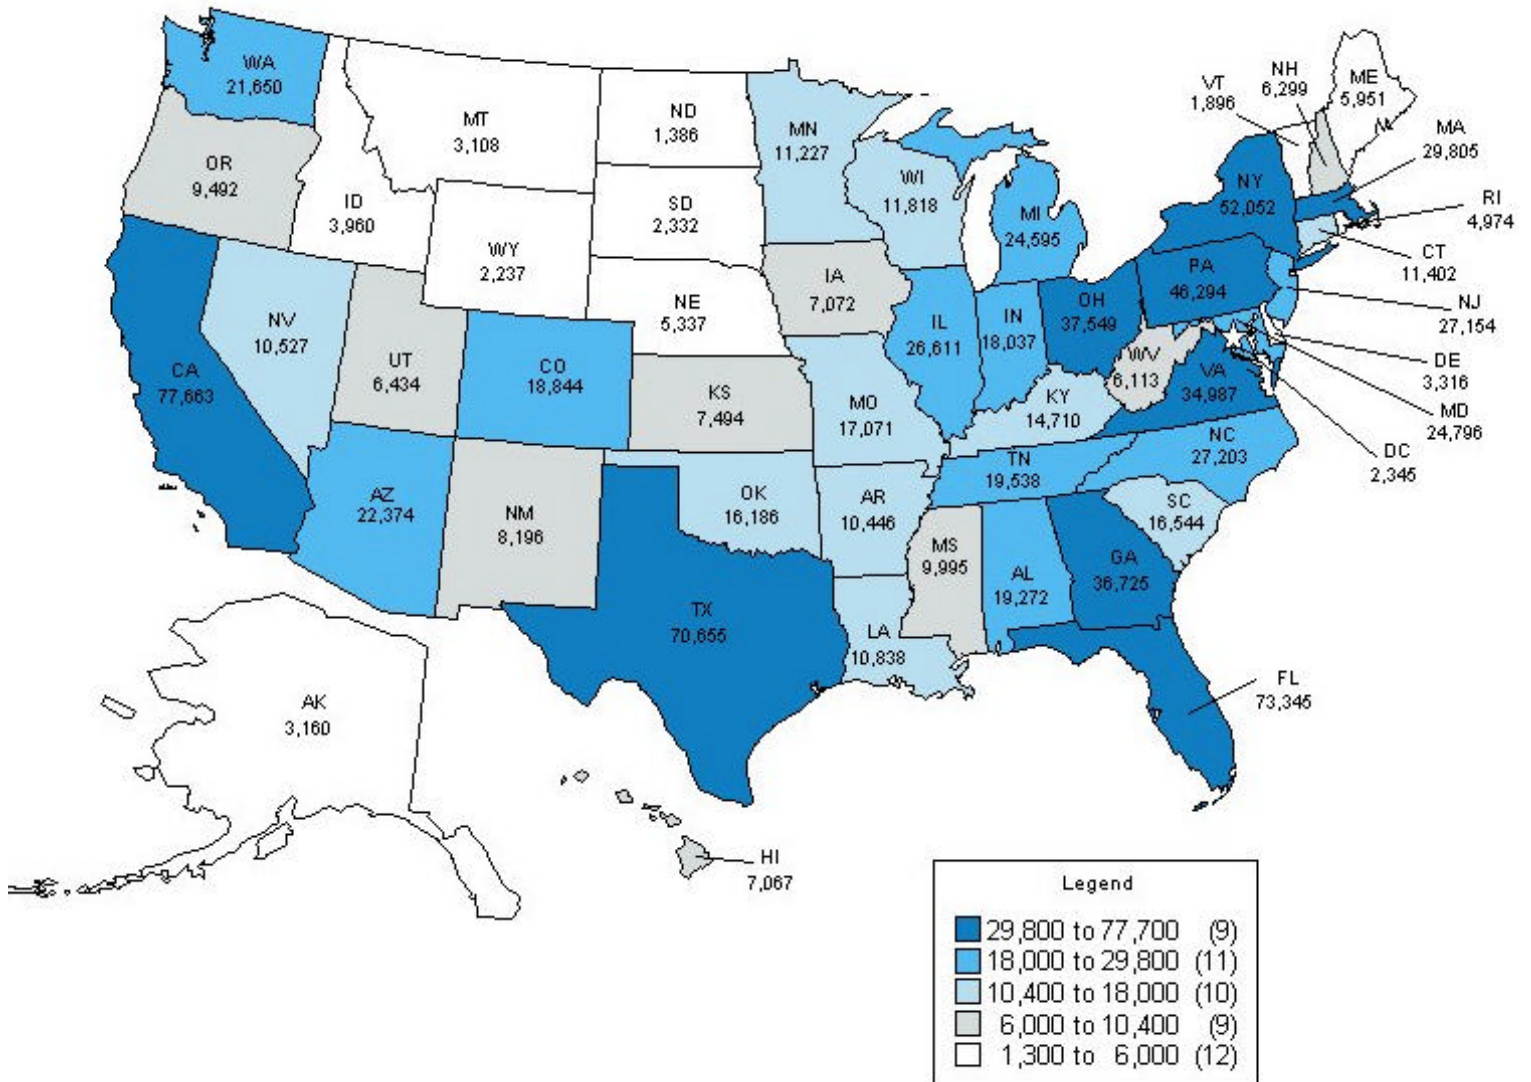 WA
21,650
OR
9,492
CA
77,663
NV
10,527
ID
3,960
MT
3,108
WY
2,237
UT
6,434
CO
18,844
AZ
22,374
NM
8,196
ND
1,386
SD
2,332
NE
5,337
KS
7,494
OK
16,186
TX
70,655
MN
11,227
IA
7,072
MO
17,071
AR
10,446
LA
10,838
WI
11,818
IL
26,611
MI
24,595
IN
18,037
OH
37,549
KY
14,710
TN
19,538
MS
9,995
AL
19,272
GA
36,725
FL
73,345
SC
16,544
NC
27,203
VA
34,987
WV
6,113
PA
46,294
NY
52,052
VT
1,896
NH
6,299
ME
5,951
MA
29,805
RI
4,974
CT
11,402
NJ
27,154
DE
3,316
MD
24,796
DC
2,345
AK
3,160
HI
7,067
Legend
29,800 to 77,700 (9)
18,000 to 29,800 (11)
10,400 to 18,000 (10)
6,000 to 10,400 (9)
1,300 to 6,000 (12)